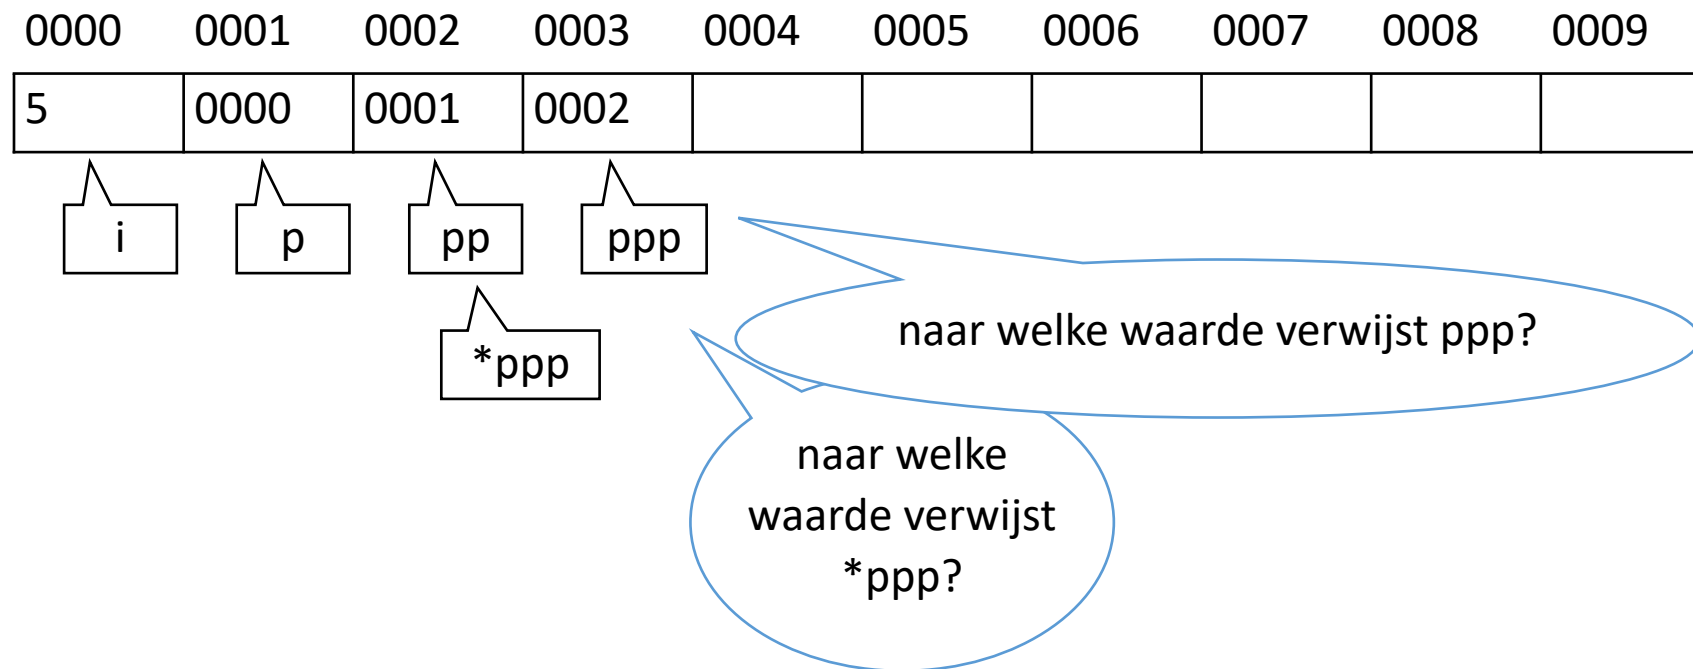 0000 0001 0002 0003 0004 0005 0006 0007 0008 0009
5 0000 0001 0002
i p pp ppp
naar welke waarde verwijst ppp?
*ppp
naar welke
waarde verwijst
*ppp?